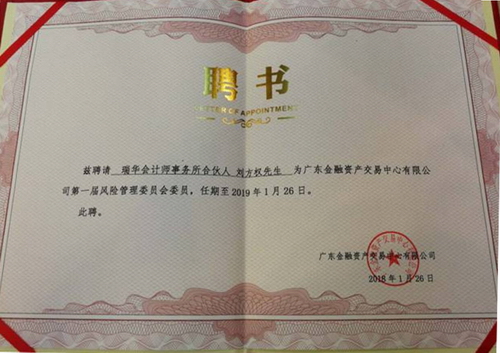 聘书
LETTER OF APPOINTMENT
兹聘请 瑞华会计师事务所合伙人 刘方权先生 为广东金融资产交易中心有限公
司第一届风险管理委员会委员，任期至2019年1月26日。
此聘。
广东金融资产交易中心有限公司
2018年1月26日